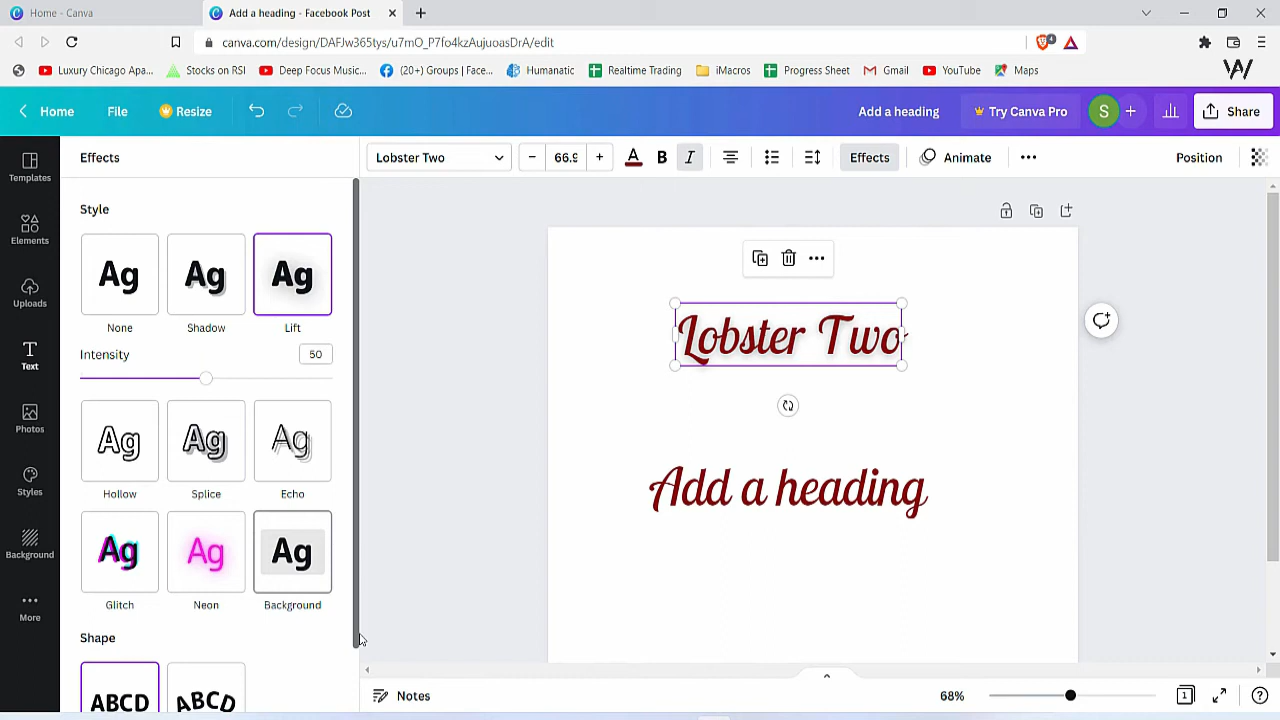 Home - Canva
Add a heading - Facebook Post
canva.com/design/DAFJw365tys/u7mO_P7fo4kzAujuoasDrA/edit
4
Luxury Chicago Apa...
Stocks on RSI
Deep Focus Music...
(20+) Groups | Face...
Humanatic
Realtime Trading
iMacros
Progress Sheet
Gmail
YouTube
Maps
Home
File
Resize
Add a heading
Try Canva Pro
S
Share
Templates
Elements
Uploads
Text
Photos
Styles
Background
More
Effects
Lobster Two
66.9
B
I
Effects
Animate
Position
Style
Ag
Ag
Ag
None
Shadow
Lift
Intensity
50
Ag
Ag
Ag
Hollow
Splice
Echo
Ag
Ag
Ag
Glitch
Neon
Background
Shape
ABCD
ABCD
Lobster Two
Add a heading
Notes
68%
1